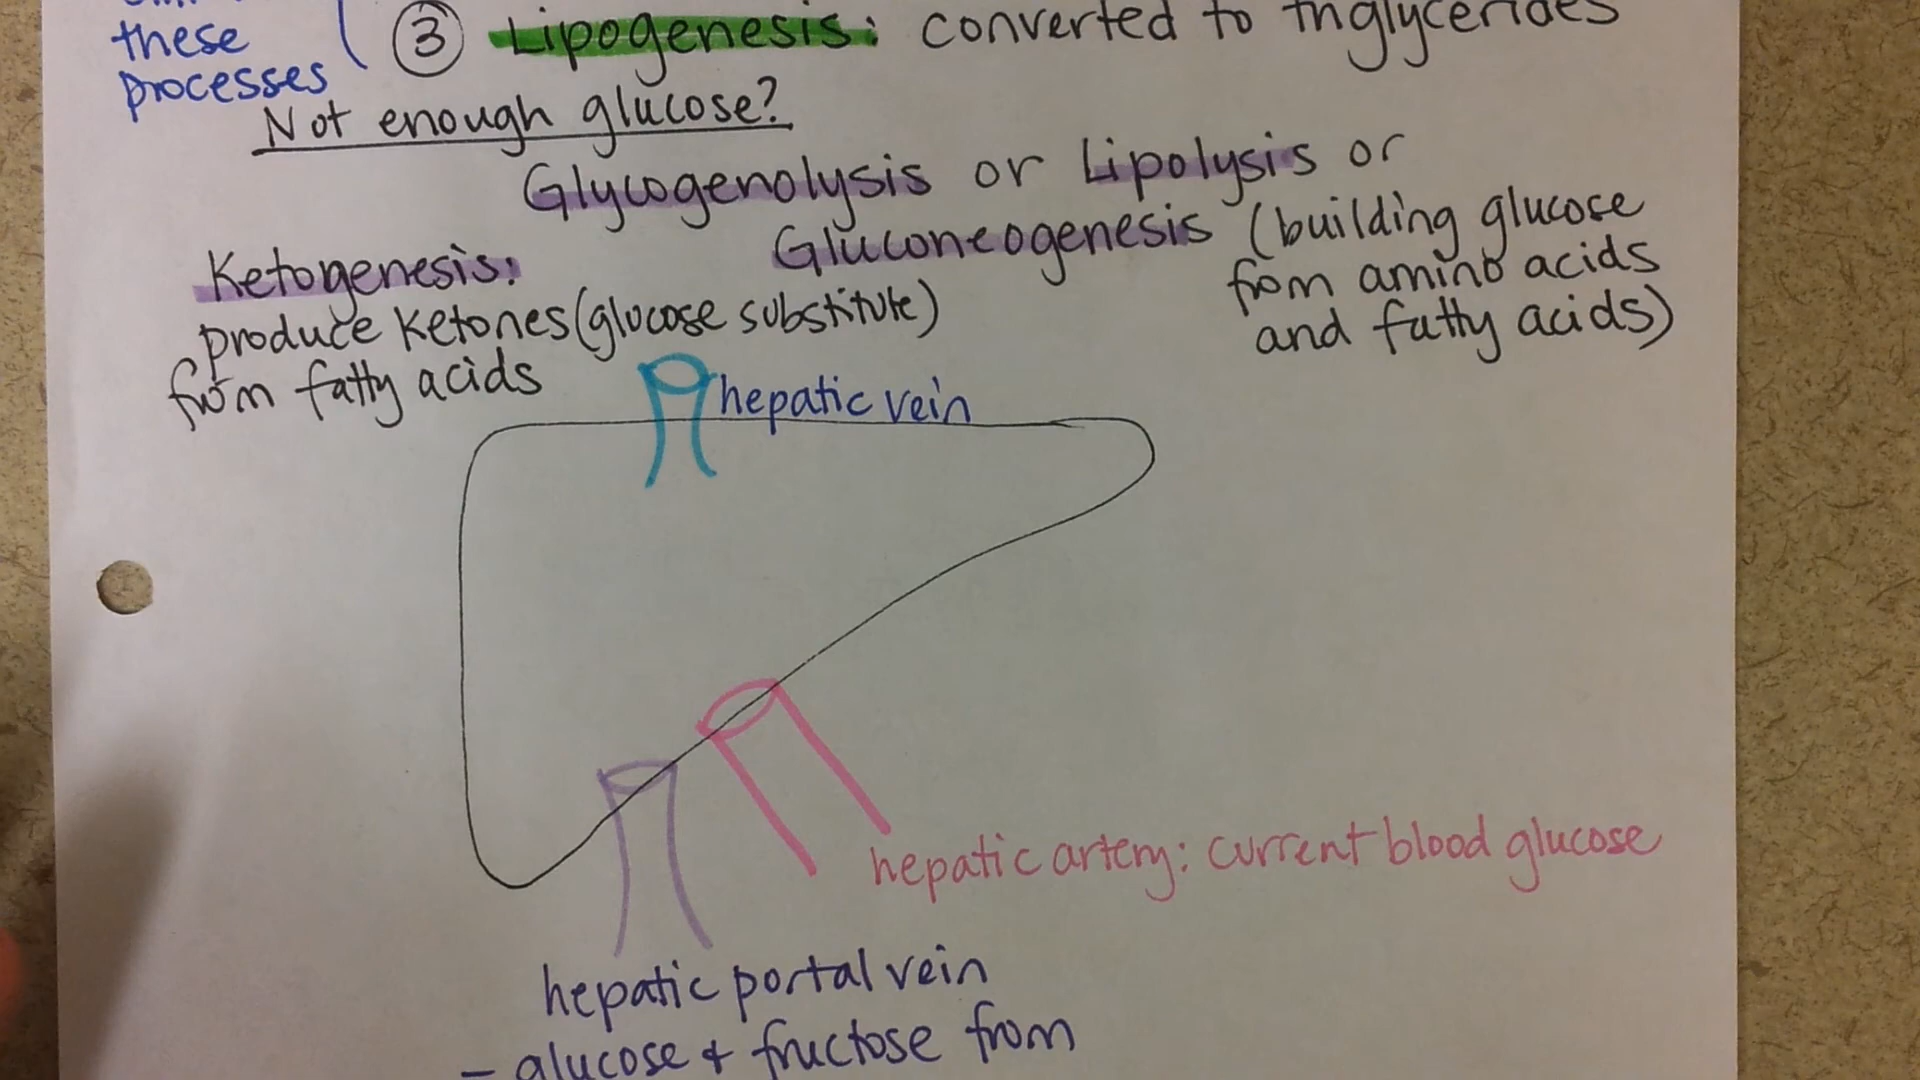 these
processes
③ Lipogenesis: converted to triglycerides
Not enough glucose?
Glycogenolysis or Lipolysis or
Gluconeogenesis (building glucose
from amino acids
and fatty acids)
Ketogenesis:
produce ketones (glucose substitute)
from fatty acids
hepatic vein
hepatic artery: current blood glucose
hepatic portal vein
- glucose + fructose from